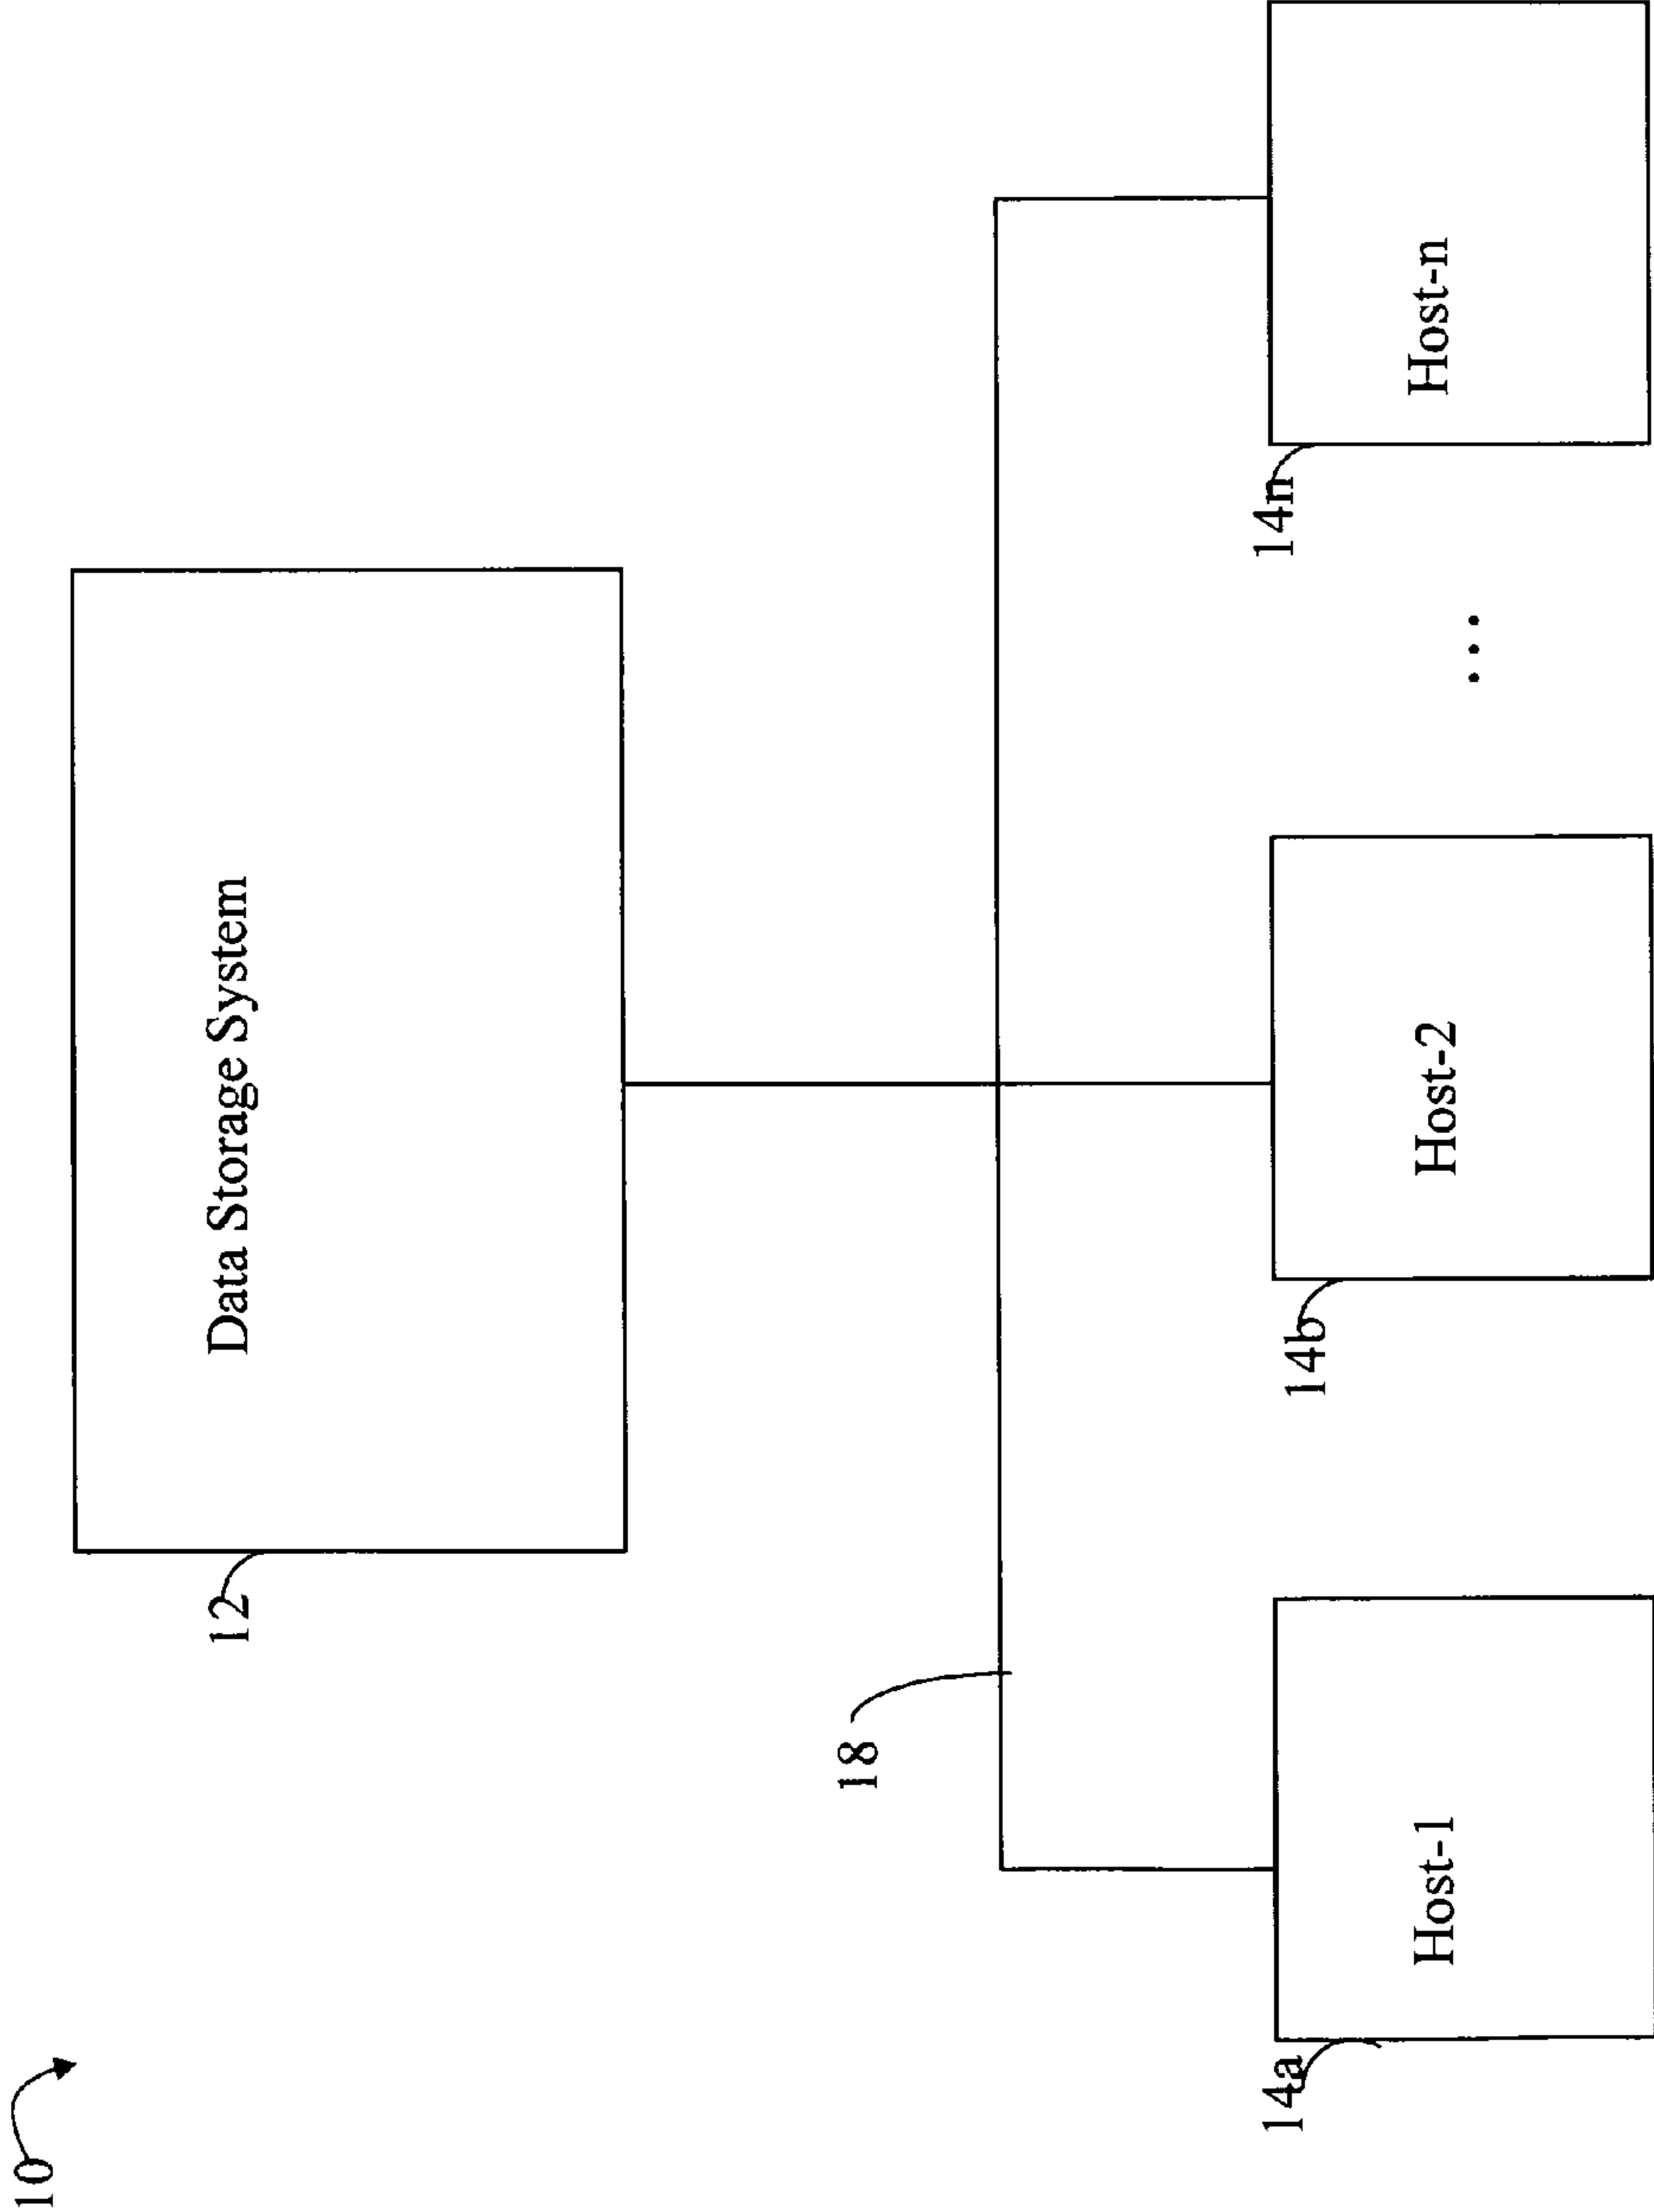 10
12
Data Storage System
18
14a
Host-1
14b
Host-2
...
14n
Host-n